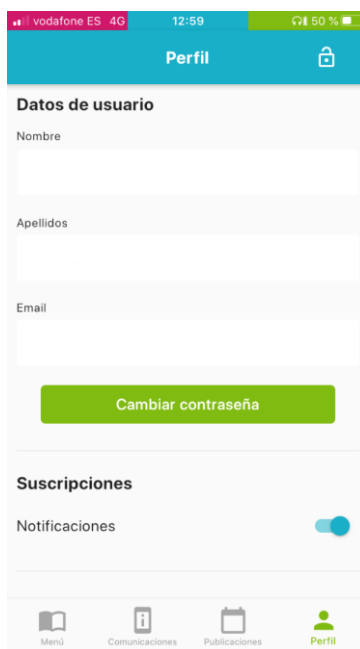 vodafone ES 4G 12:59 50 %
Perfil
Datos de usuario
Nombre
Apellidos
Email
Cambiar contraseña
Suscripciones
Notificaciones
Menú Comunicaciones Publicaciones Perfil